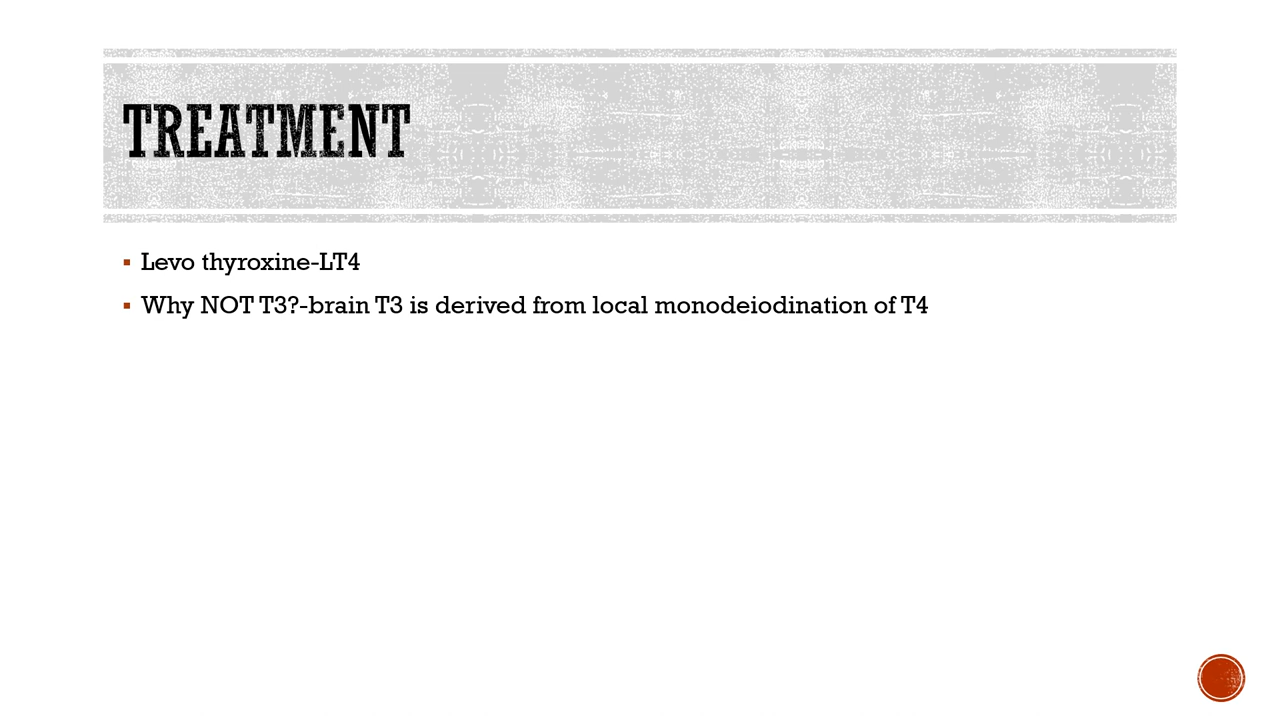 TREATMENT
Levo thyroxine-LT4
Why NOT T3?-brain T3 is derived from local monodeiodination of T4